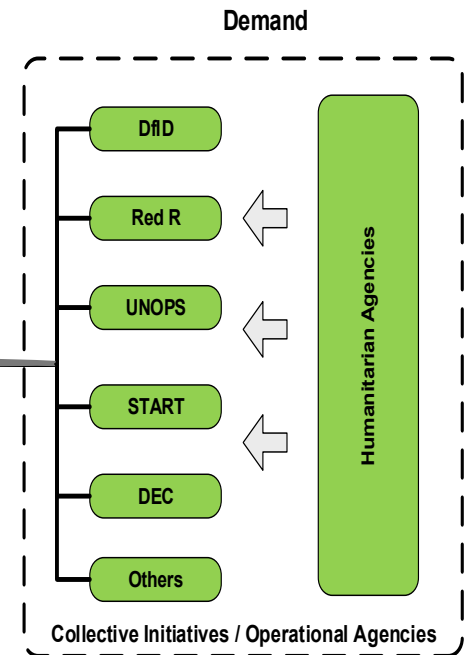 Demand
DfID
Red R
UNOPS
START
DEC
Others
Humanitarian Agencies
Collective Initiatives / Operational Agencies